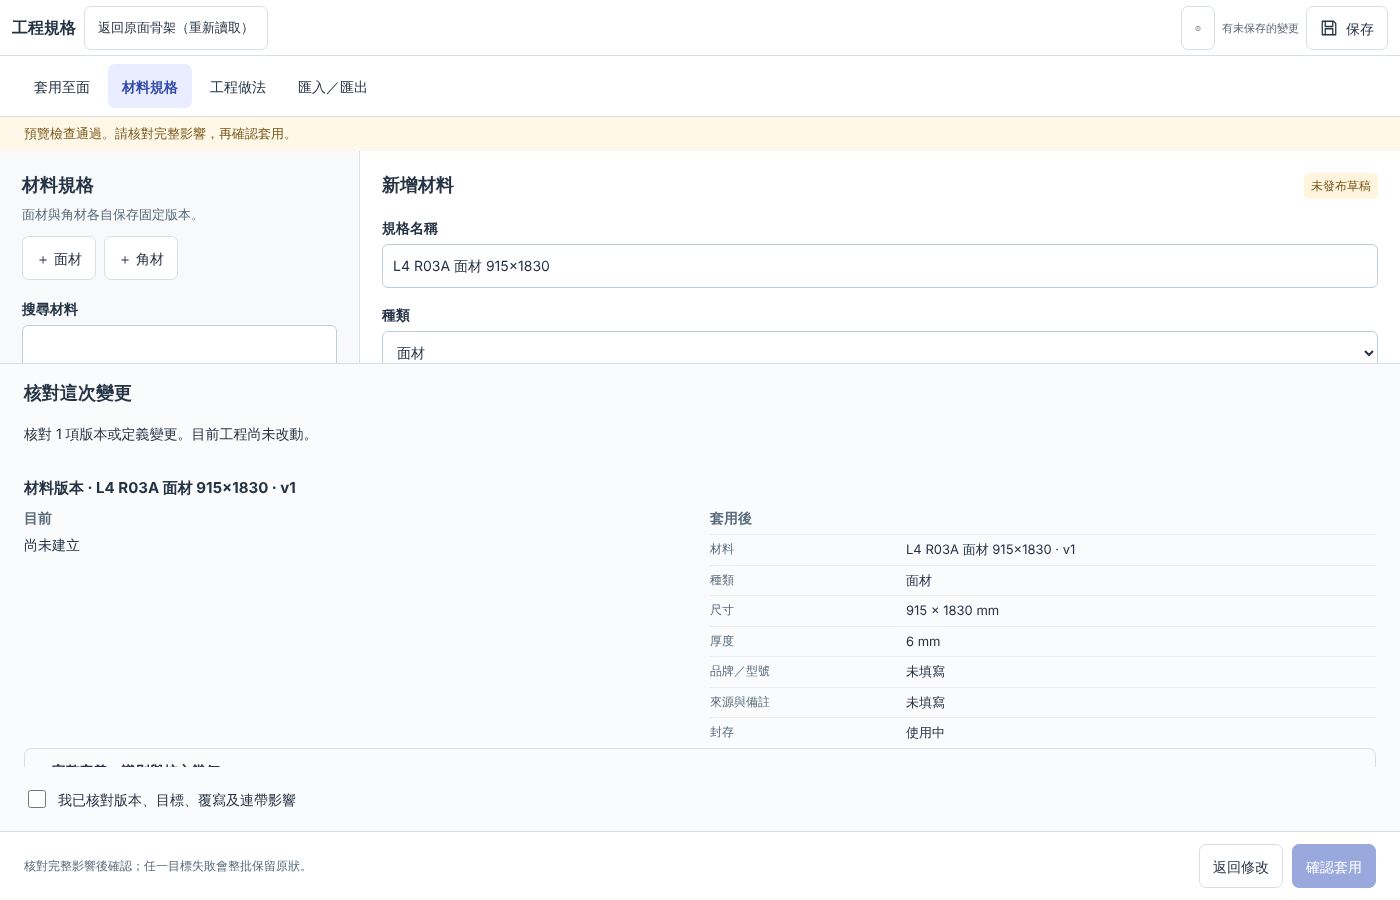 工程規格
返回原面骨架（重新讀取）
有未保存的變更
保存
套用至面
材料規格
工程做法
匯入／匯出
預覽檢查通過。請核對完整影響，再確認套用。
材料規格
面材與角材各自保存固定版本。
＋ 面材
＋ 角材
搜尋材料
新增材料
未發布草稿
規格名稱
L4 R03A 面材 915×1830
種類
面材
核對這次變更
核對 1 項版本或定義變更。目前工程尚未改動。
材料版本 · L4 R03A 面材 915×1830 · v1
目前
尚未建立
套用後
材料 L4 R03A 面材 915×1830 · v1
種類 面材
尺寸 915 × 1830 mm
厚度 6 mm
品牌／型號 未填寫
來源與備註 未填寫
封存 使用中
我已核對版本、目標、覆寫及連帶影響
核對完整影響後確認；任一目標失敗會整批保留原狀。
返回修改
確認套用